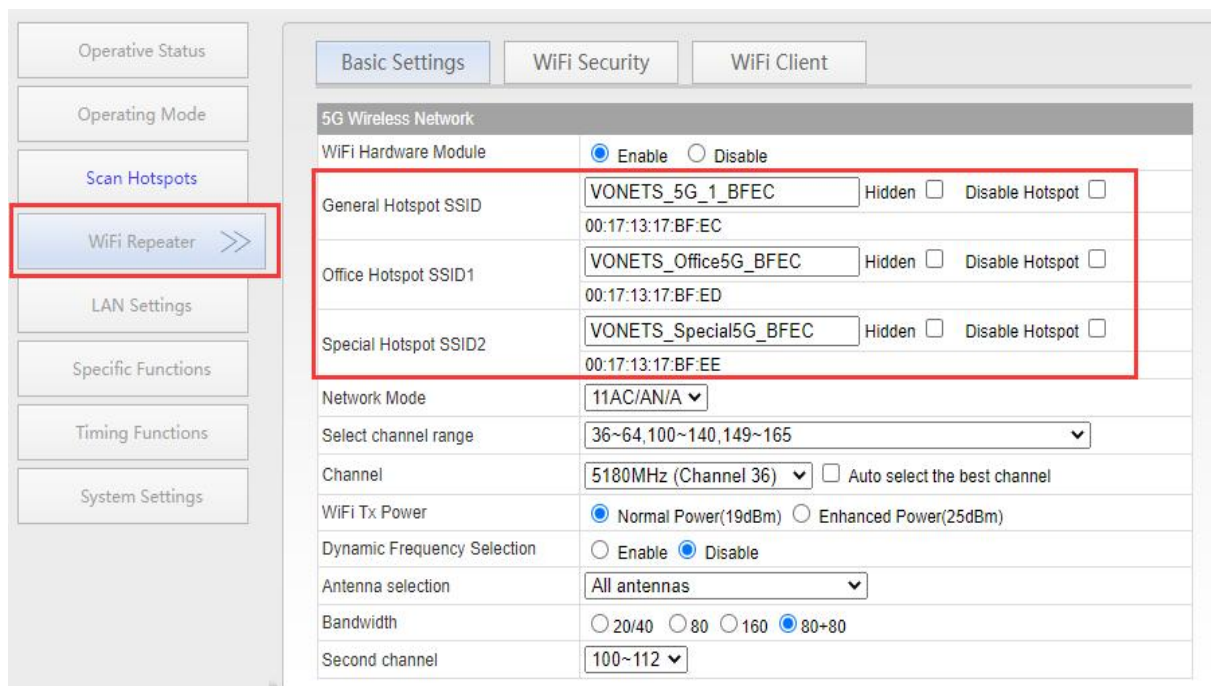 Operative Status
Operating Mode
Scan Hotspots
WiFi Repeater >>
LAN Settings
Specific Functions
Timing Functions
System Settings
Basic Settings WiFi Security WiFi Client
5G Wireless Network
WiFi Hardware Module Enable Disable
General Hotspot SSID VONETS_5G_1_BFEC Hidden Disable Hotspot
00:17:13:17:BF:EC
Office Hotspot SSID1 VONETS_Office5G_BFEC Hidden Disable Hotspot
00:17:13:17:BF:ED
Special Hotspot SSID2 VONETS_Special5G_BFEC Hidden Disable Hotspot
00:17:13:17:BF:EE
Network Mode 11AC/AN/A
Select channel range 36~64,100~140,149~165
Channel 5180MHz (Channel 36) Auto select the best channel
WiFi Tx Power Normal Power(19dBm) Enhanced Power(25dBm)
Dynamic Frequency Selection Enable Disable
Antenna selection All antennas
Bandwidth 20/40 80 160 80+80
Second channel 100~112